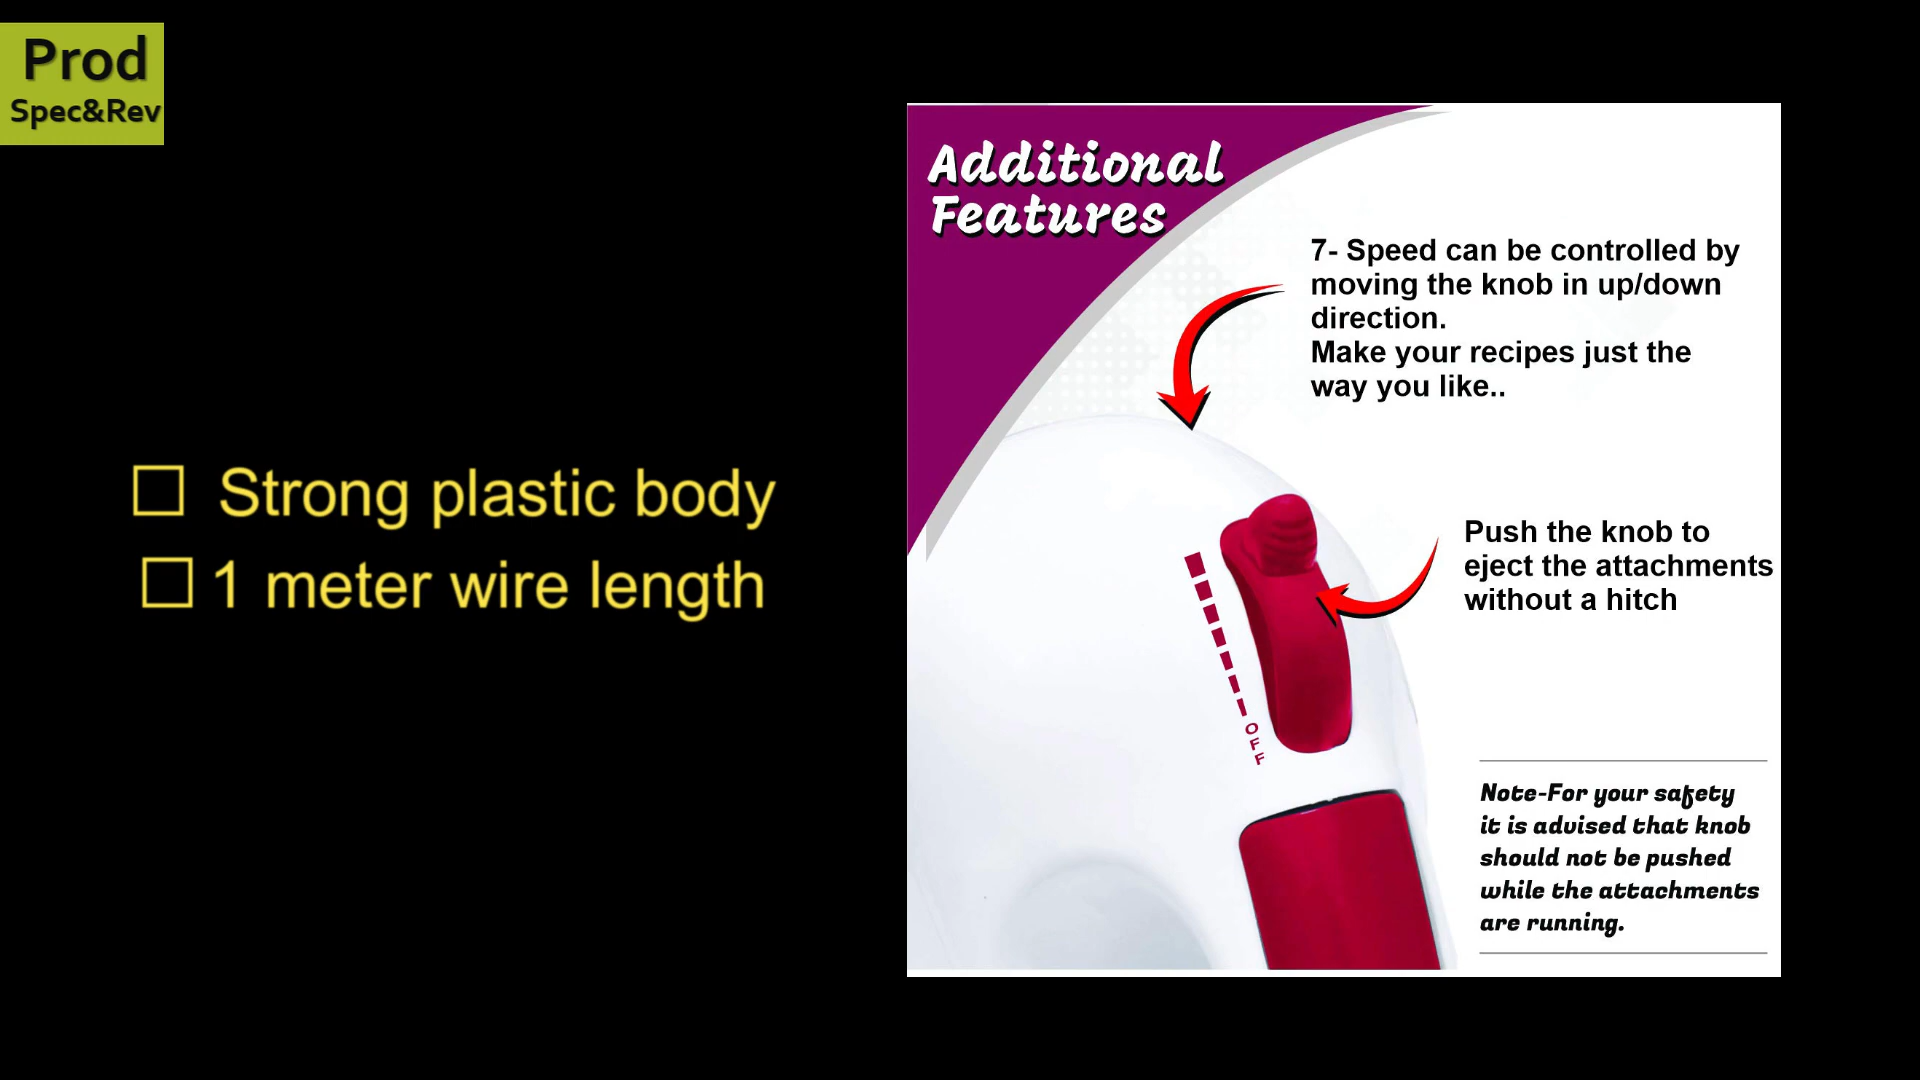 Prod
Spec&Rev
☐ Strong plastic body
☐ 1 meter wire length
Additional
Features
7- Speed can be controlled by
moving the knob in up/down
direction.
Make your recipes just the
way you like..
Push the knob to
eject the attachments
without a hitch
OFF
Note-For your safety
it is advised that knob
should not be pushed
while the attachments
are running.